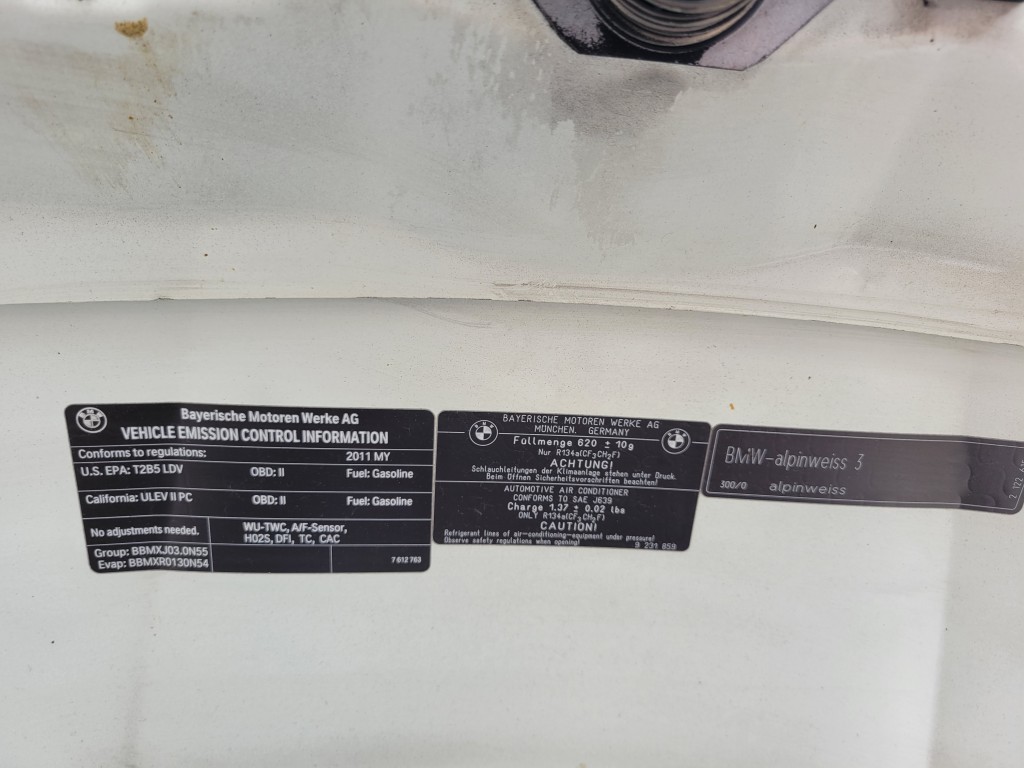 Bayerische Motoren Werke AG
VEHICLE EMISSION CONTROL INFORMATION
Conforms to regulations: 2011 MY
U.S. EPA: T2B5 LDV OBD: II Fuel: Gasoline
California: ULEV II PC OBD: II Fuel: Gasoline
No adjustments needed. WU-TWC, A/F-Sensor,
HO2S, DFI, TC, CAC
Group: BBMXJ03.0N55
Evap: BBMXR0130N54 7 612 763
BAYERISCHE MOTOREN WERKE AG
MÜNCHEN, GERMANY
Füllmenge 620 ± 10g
Nur R134a(CF₃CH₂F)
ACHTUNG!
Schlauchleitungen der Klimaanlage stehen unter Druck.
Beim Öffnen Sicherheitsvorschriften beachten!
AUTOMOTIVE AIR CONDITIONER
CONFORMS TO SAE J639
Charge 1.37 ± 0.02 lbs
ONLY R134a(CF₃CH₂F)
CAUTION!
Refrigerant lines of air-conditioning-equipment under pressure!
Observe safety regulations when opening!
9 231 859
BMW-alpinweiss 3
300/0 alpinweiss
2 122